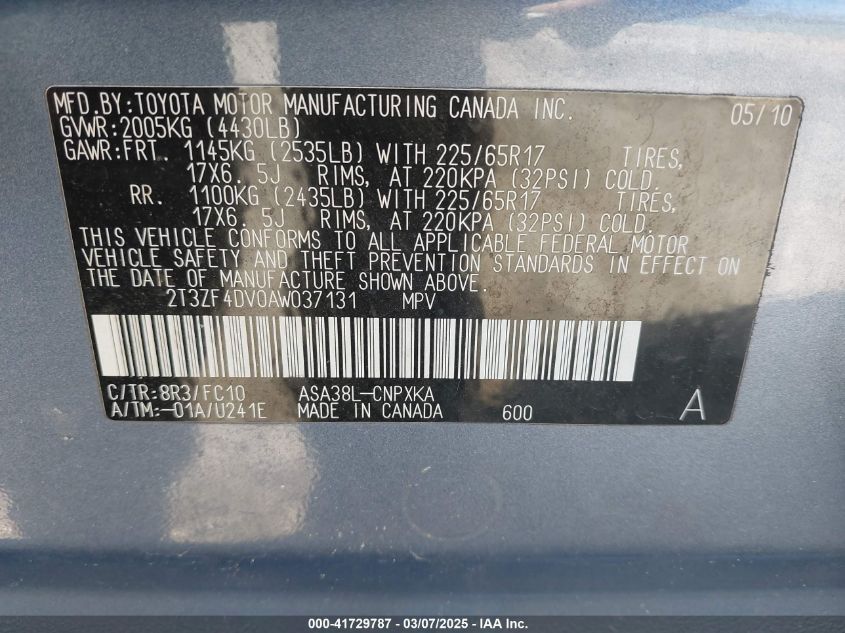 MFD.BY:TOYOTA MOTOR MANUFACTURING CANADA INC. 05/10
GVWR:2005KG (4430LB)
GAWR:FRT. 1145KG (2535LB) WITH 225/65R17 TIRES,
17X6.5J RIMS, AT 220KPA (32PSI) COLD.
RR. 1100KG (2435LB) WITH 225/65R17 TIRES,
17X6.5J RIMS, AT 220KPA (32PSI) COLD.
THIS VEHICLE CONFORMS TO ALL APPLICABLE FEDERAL MOTOR
VEHICLE SAFETY AND THEFT PREVENTION STANDARDS IN EFFECT ON
THE DATE OF MANUFACTURE SHOWN ABOVE.
2T3ZF4DV0AW037131 MPV
C/TR:8R3/FC10 ASA38L-CNPXKA
A/TM:-01A/U241E MADE IN CANADA 600 A
000-41729787 - 03/07/2025 - IAA Inc.